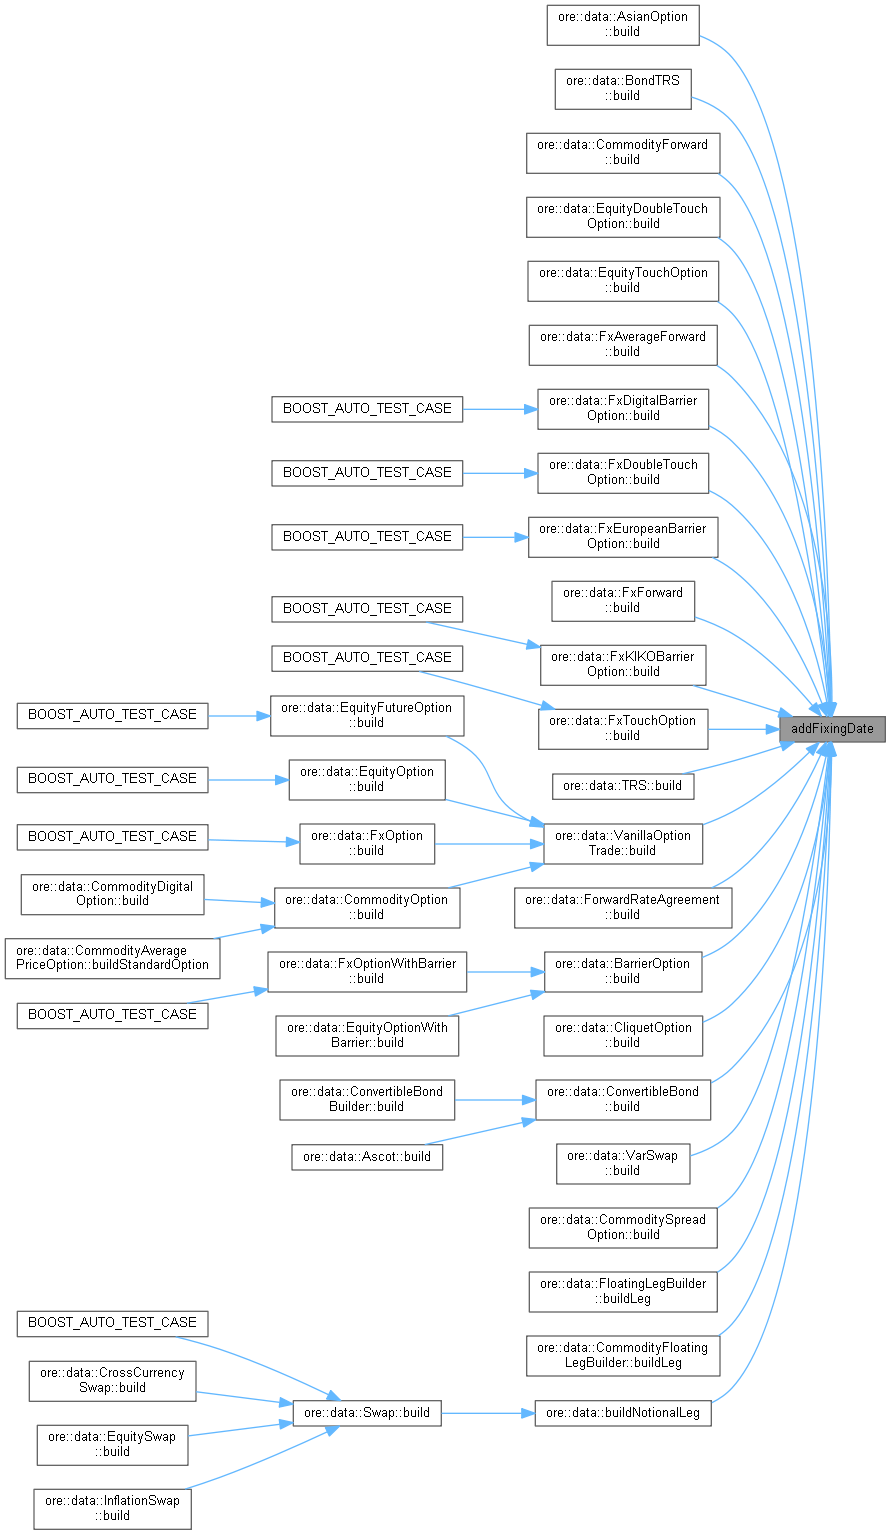 ore::data::AsianOption
::build
ore::data::BondTRS
::build
ore::data::CommodityForward
::build
ore::data::EquityDoubleTouch
Option::build
ore::data::EquityTouchOption
::build
ore::data::FxAverageForward
::build
BOOST_AUTO_TEST_CASE
ore::data::FxDigitalBarrier
Option::build
BOOST_AUTO_TEST_CASE
ore::data::FxDoubleTouch
Option::build
BOOST_AUTO_TEST_CASE
ore::data::FxEuropeanBarrier
Option::build
ore::data::FxForward
::build
BOOST_AUTO_TEST_CASE
ore::data::FxKIKOBarrier
Option::build
BOOST_AUTO_TEST_CASE
ore::data::FxTouchOption
::build
BOOST_AUTO_TEST_CASE
ore::data::EquityFutureOption
::build
addFixingDate
ore::data::TRS::build
BOOST_AUTO_TEST_CASE
ore::data::EquityOption
::build
BOOST_AUTO_TEST_CASE
ore::data::FxOption
::build
ore::data::VanillaOption
Trade::build
ore::data::CommodityDigital
Option::build
ore::data::CommodityOption
::build
ore::data::ForwardRateAgreement
::build
ore::data::CommodityAverage
PriceOption::buildStandardOption
ore::data::FxOptionWithBarrier
::build
ore::data::BarrierOption
::build
BOOST_AUTO_TEST_CASE
ore::data::EquityOptionWith
Barrier::build
ore::data::CliquetOption
::build
ore::data::ConvertibleBond
Builder::build
ore::data::ConvertibleBond
::build
ore::data::Ascot::build
ore::data::VarSwap
::build
ore::data::CommoditySpread
Option::build
ore::data::FloatingLegBuilder
::buildLeg
BOOST_AUTO_TEST_CASE
ore::data::CommodityFloating
LegBuilder::buildLeg
ore::data::CrossCurrency
Swap::build
ore::data::Swap::build
ore::data::buildNotionalLeg
ore::data::EquitySwap
::build
ore::data::InflationSwap
::build